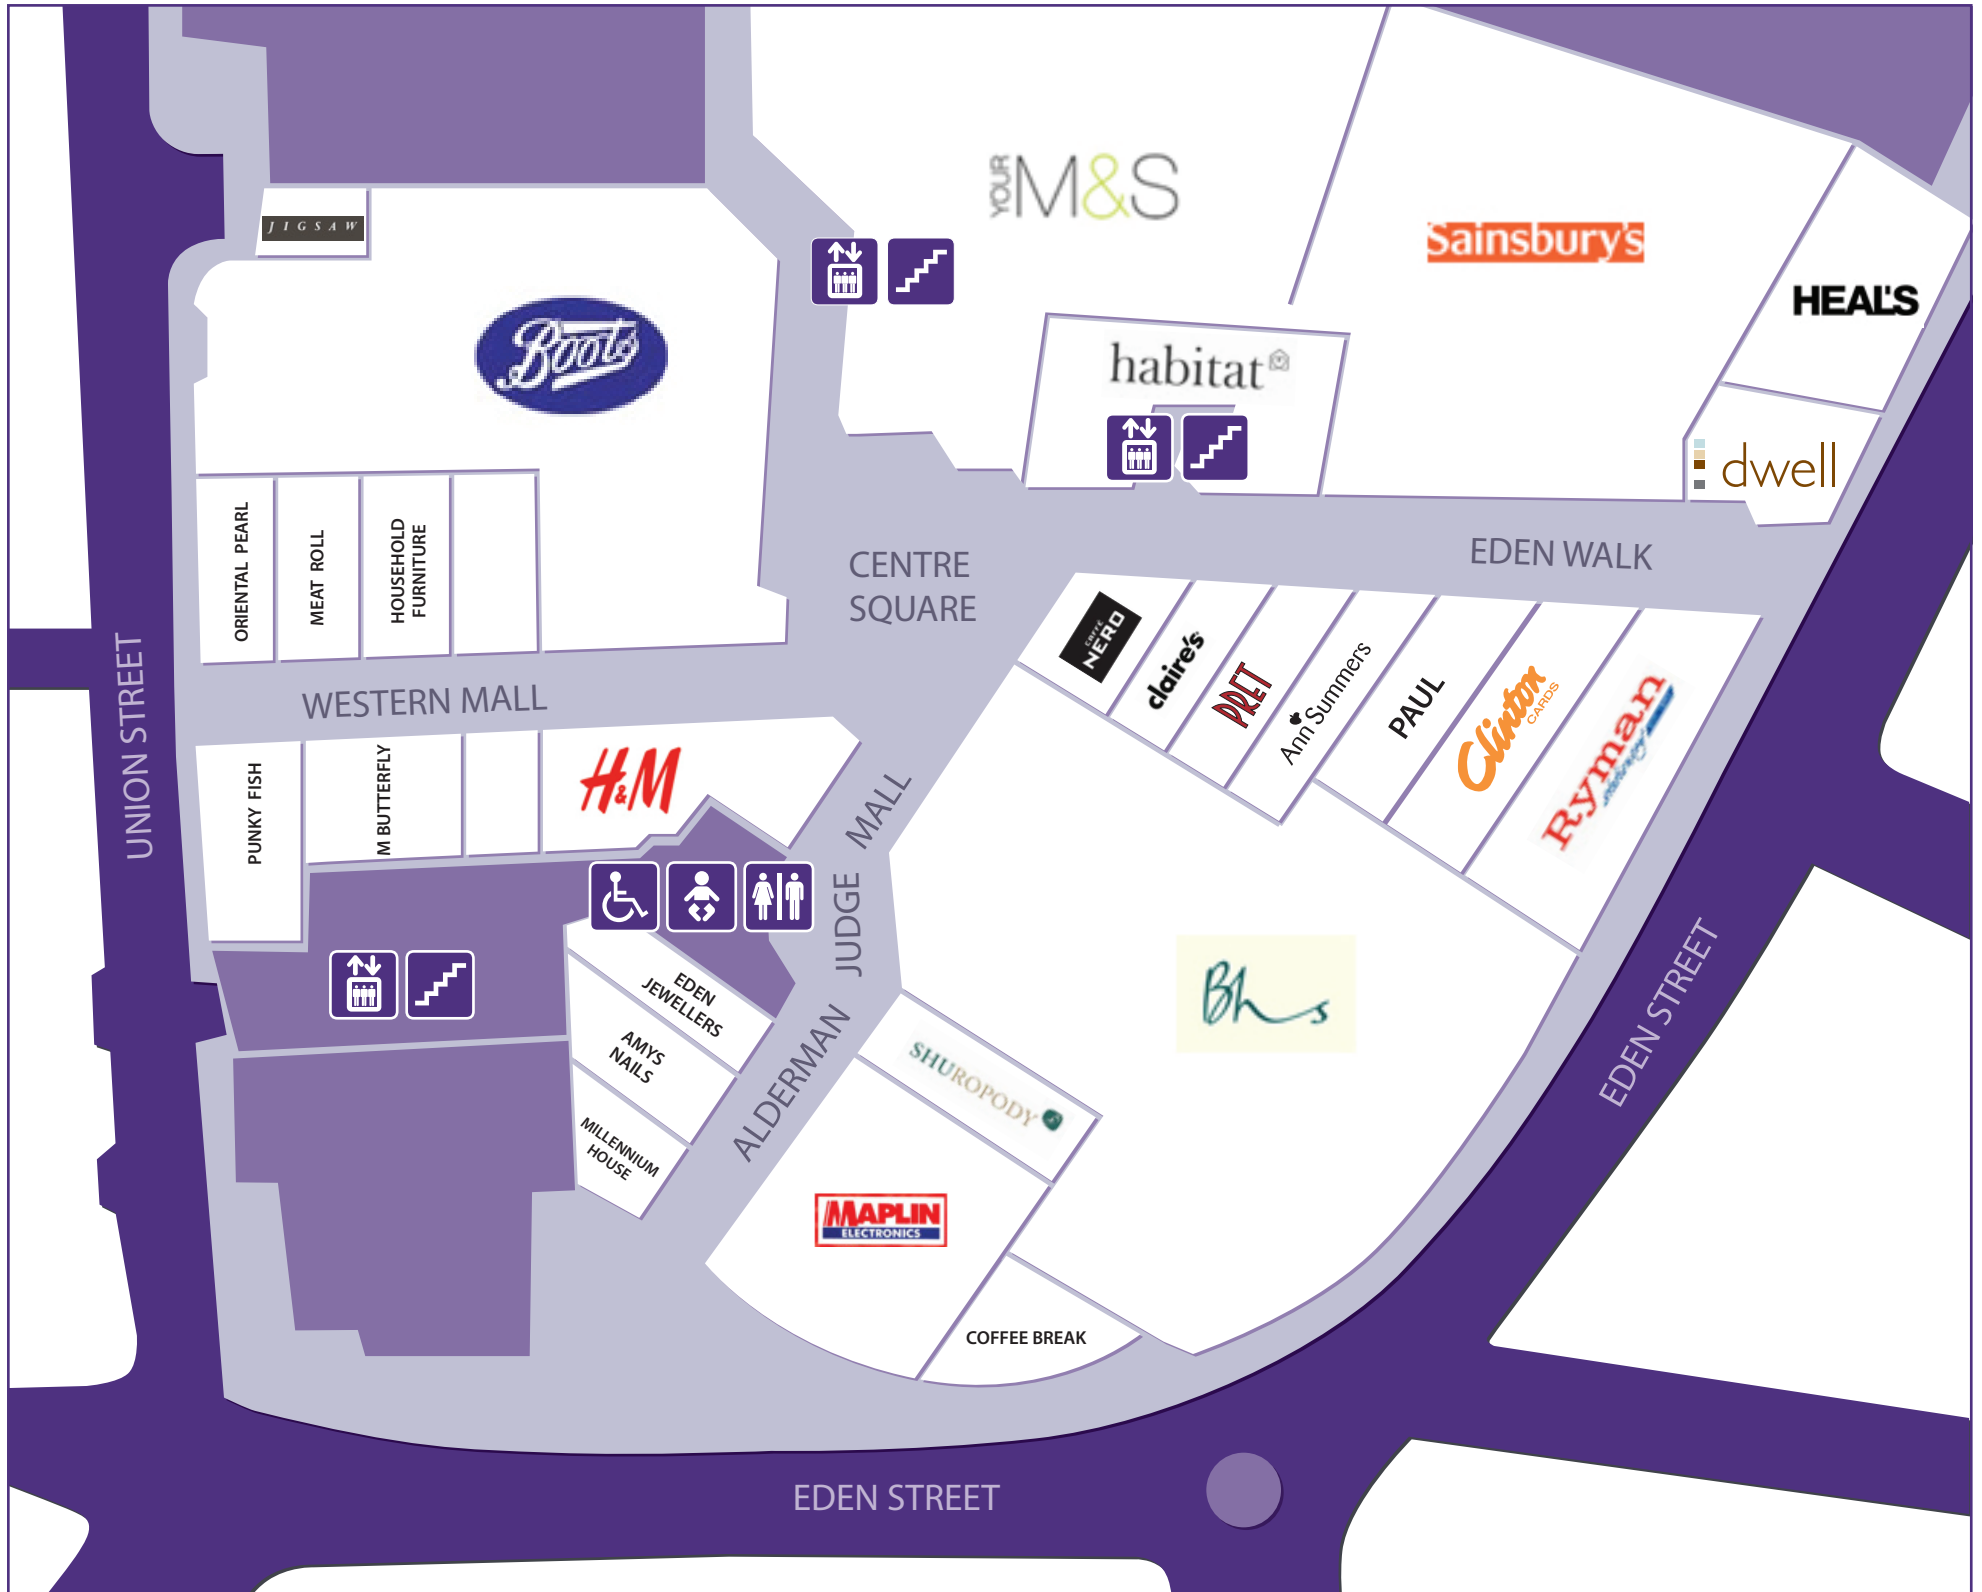 YOUR
M&S
Sainsbury's
JIGSAW
HEAL'S
Boots
habitat
dwell
ORIENTAL PEARL
MEAT ROLL
HOUSEHOLD
FURNITURE
CENTRE
SQUARE
EDEN WALK
CAFFÈ
NERO
claire's
PRET
Ann Summers
PAUL
Clinton
CARDS
Ryman
WESTERN MALL
UNION STREET
PUNKY FISH
M BUTTERFLY
H&M
ALDERMAN JUDGE MALL
EDEN
JEWELLERS
AMYS
NAILS
MILLENNIUM
HOUSE
Bhs
SHUROPODY
MAPLIN
ELECTRONICS
COFFEE BREAK
EDEN STREET
EDEN STREET